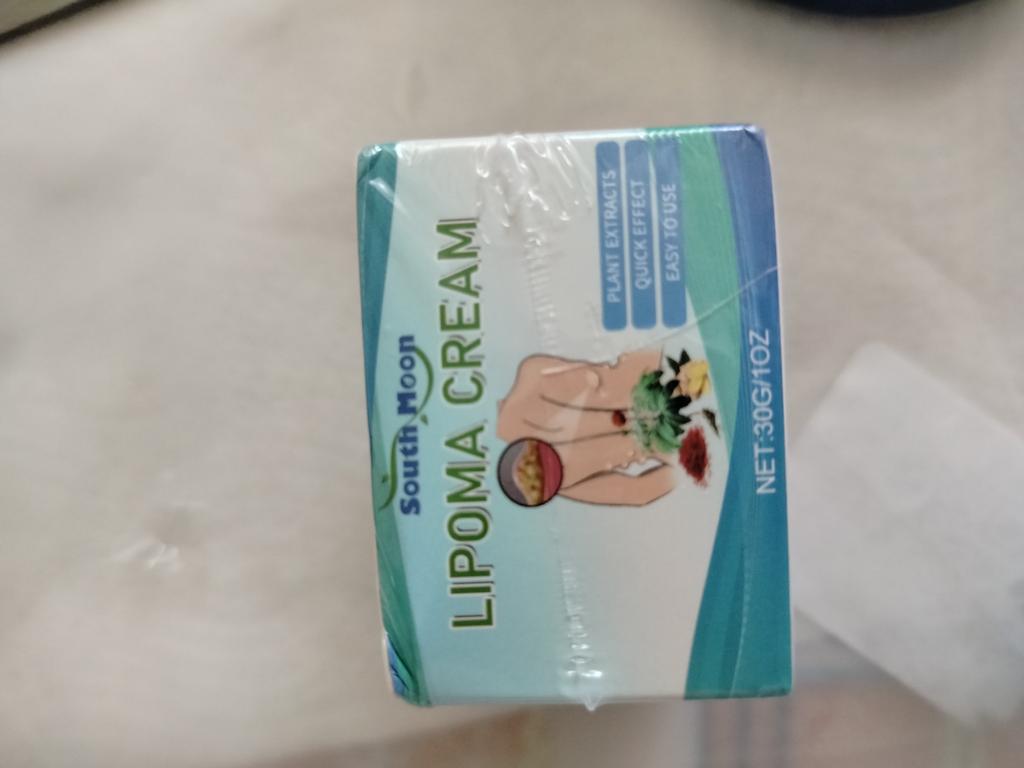 South Moon
LIPOMA CREAM
PLANT EXTRACTS
QUICK EFFECT
EASY TO USE
NET:30G/1OZ